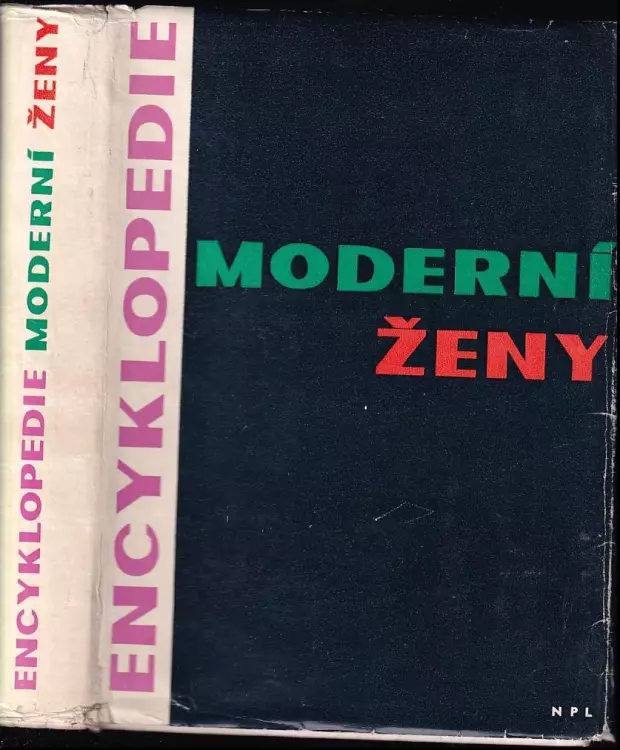 ENCYKLOPEDIE MODERNÍ ŽENY
ENCYKLOPEDIE
MODERNÍ
ŽENY
NPL